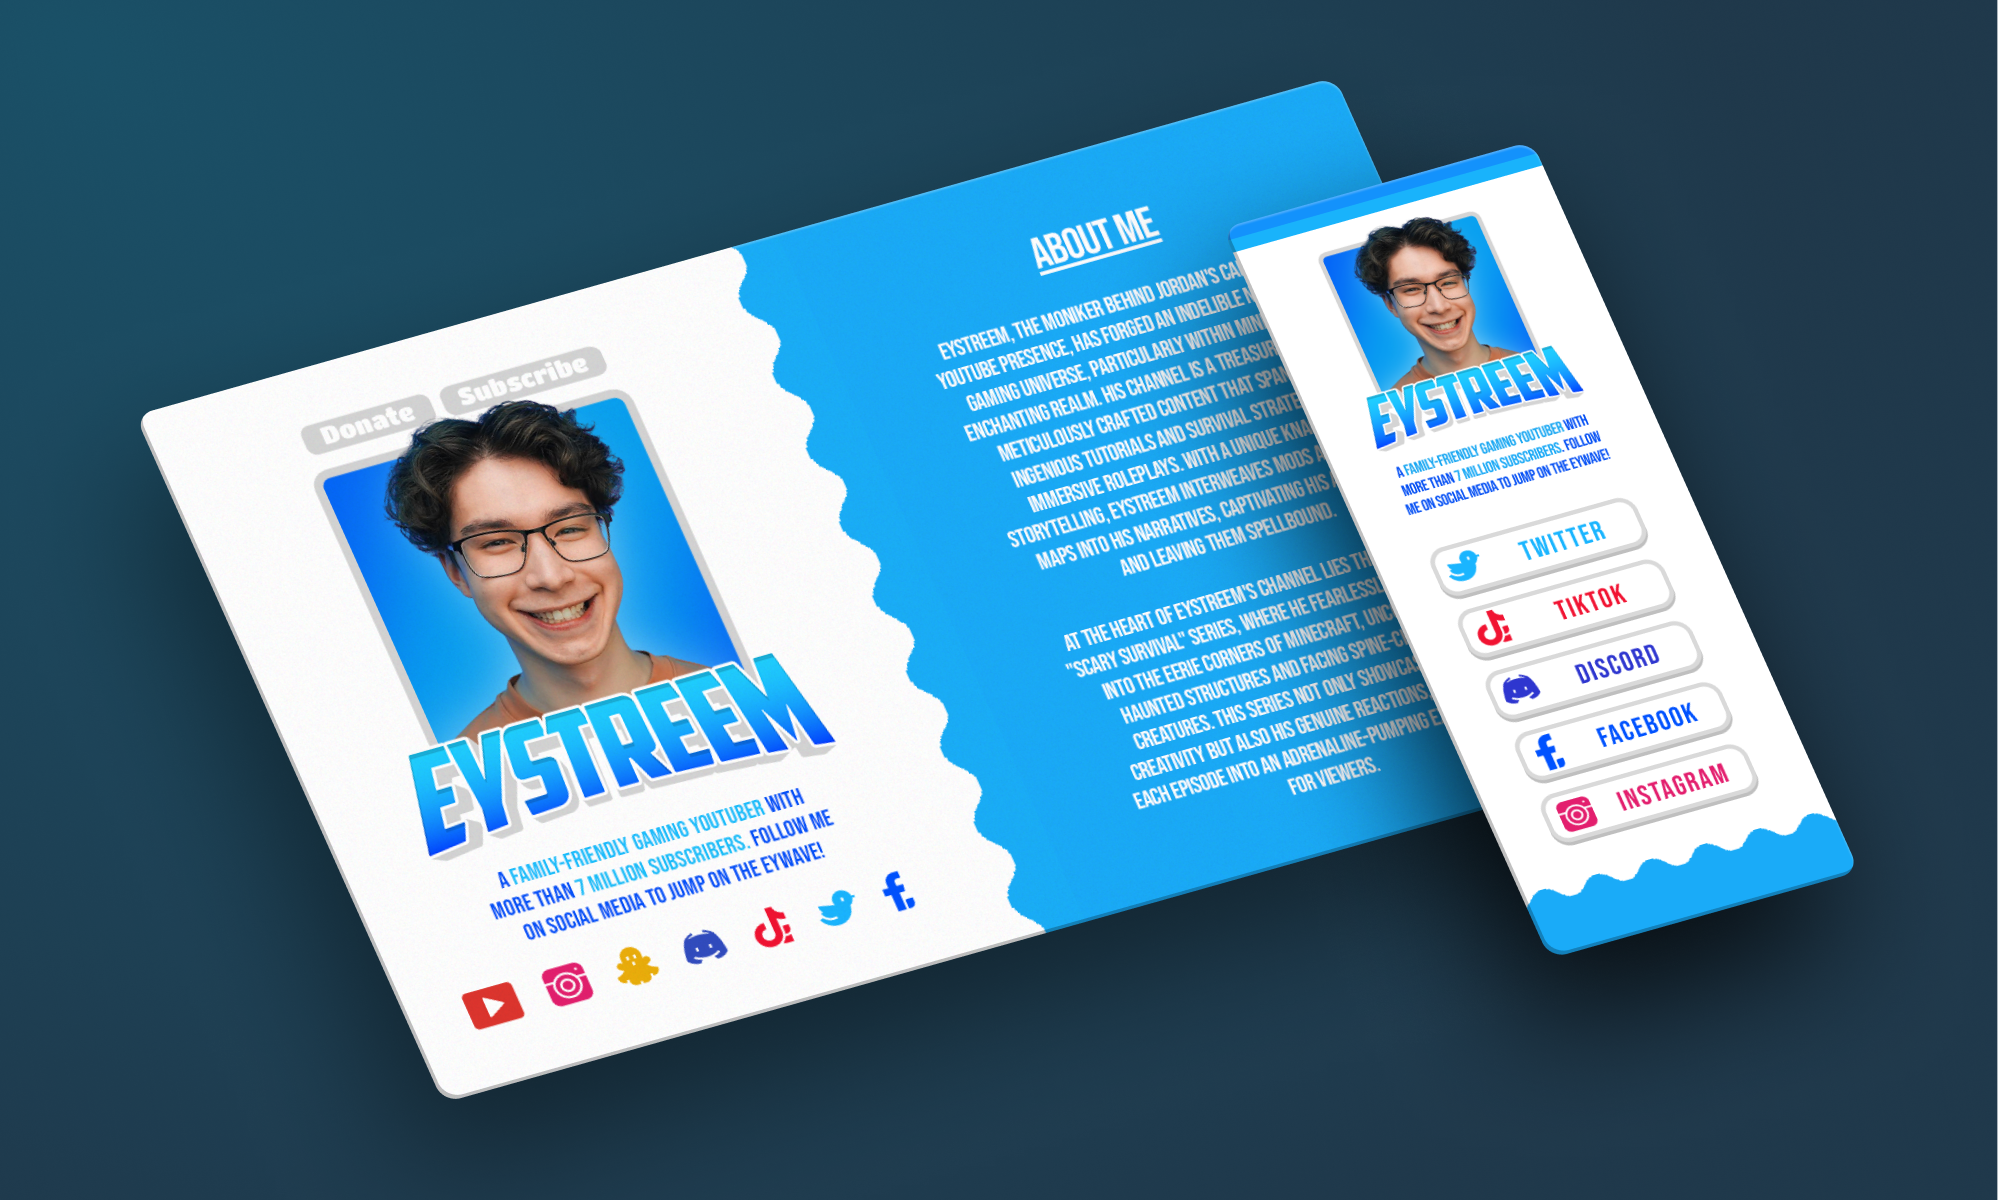 Donate
Subscribe
EYSTREEM
A FAMILY-FRIENDLY GAMING YOUTUBER WITH
MORE THAN 7 MILLION SUBSCRIBERS. FOLLOW ME
ON SOCIAL MEDIA TO JUMP ON THE EYWAVE!
ABOUT ME
EYSTREEM, THE MONIKER BEHIND JORDAN'S
YOUTUBE PRESENCE, HAS FORGED AN INDELIBLE
GAMING UNIVERSE, PARTICULARLY WITHIN
ENCHANTING REALM. HIS CHANNEL IS A
METICULOUSLY CRAFTED CONTENT THAT
INGENIOUS TUTORIALS AND SURVIVAL
IMMERSIVE ROLEPLAYS. WITH A UNIQUE
STORYTELLING, EYSTREEM INTERWEAVES MODS
MAPS INTO HIS NARRATIVES, CAPTIVATING HIS
AND LEAVING THEM SPELLBOUND.
AT THE HEART OF EYSTREEM'S CHANNEL LIES
"SCARY SURVIVAL" SERIES, WHERE HE
INTO THE EERIE CORNERS OF MINECRAFT,
HAUNTED STRUCTURES AND FACING
CREATURES. THIS SERIES NOT ONLY
CREATIVITY BUT ALSO HIS GENUINE REACTIONS
EACH EPISODE INTO AN ADRENALINE-PUMPING
FOR VIEWERS.
EYSTREEM
A FAMILY-FRIENDLY GAMING YOUTUBER WITH
MORE THAN 7 MILLION SUBSCRIBERS. FOLLOW
ME ON SOCIAL MEDIA TO JUMP ON THE EYWAVE!
TWITTER
TIKTOK
DISCORD
FACEBOOK
INSTAGRAM